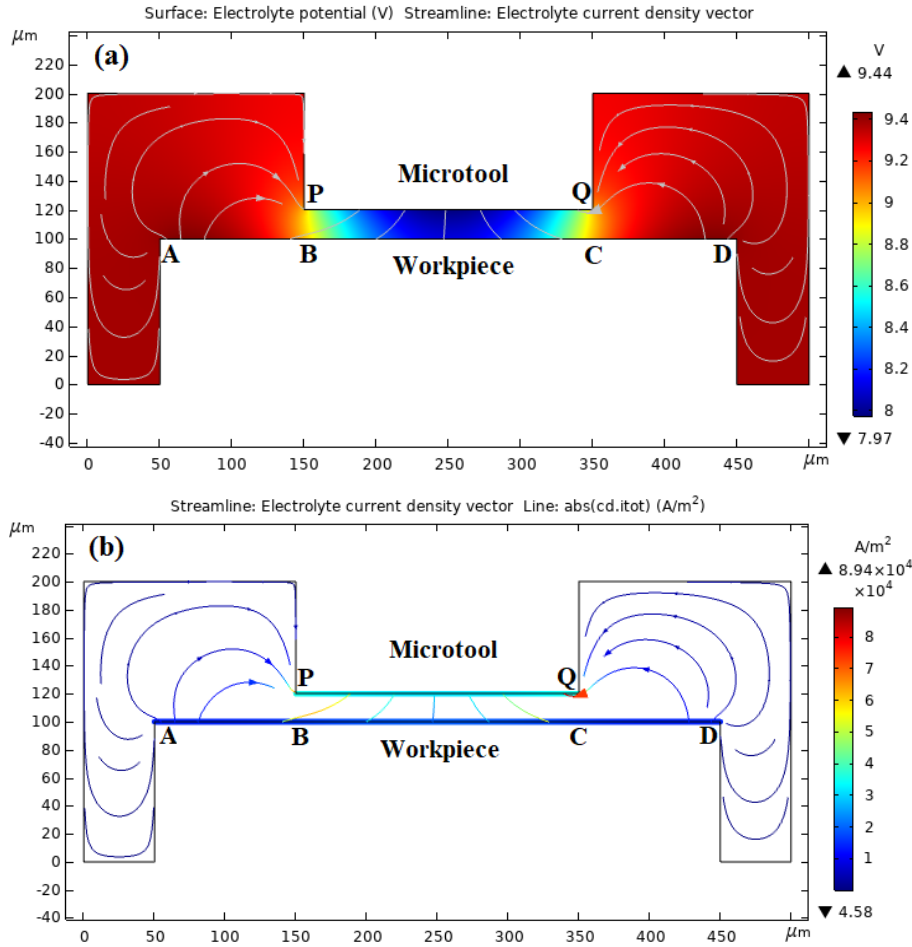 Surface: Electrolyte potential (V)  Streamline: Electrolyte current density vector
μm
(a)
V
▲ 9.44
220
200
180
160
140
120
100
80
60
40
20
0
-20
-40
P
Microtool
Q
A
B
Workpiece
C
D
9.4
9.2
9
8.8
8.6
8.4
8.2
8
▼ 7.97
0 50 100 150 200 250 300 350 400 450 μm
Streamline: Electrolyte current density vector  Line: abs(cd.itot) (A/m²)
μm
(b)
A/m²
▲ 8.94×10⁴
×10⁴
220
200
180
160
140
120
100
80
60
40
20
0
-20
-40
P
Microtool
Q
A
B
Workpiece
C
D
8
7
6
5
4
3
2
1
▼ 4.58
0 50 100 150 200 250 300 350 400 450 μm